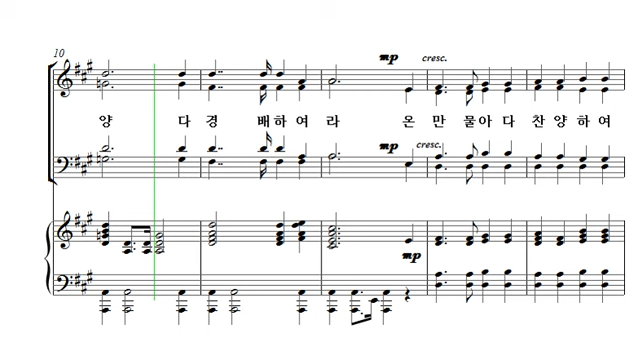 10
mp cresc.
양 다 경 배 하 여 라 온 만 물 아 다 찬 양 하 여
mp cresc.
mp